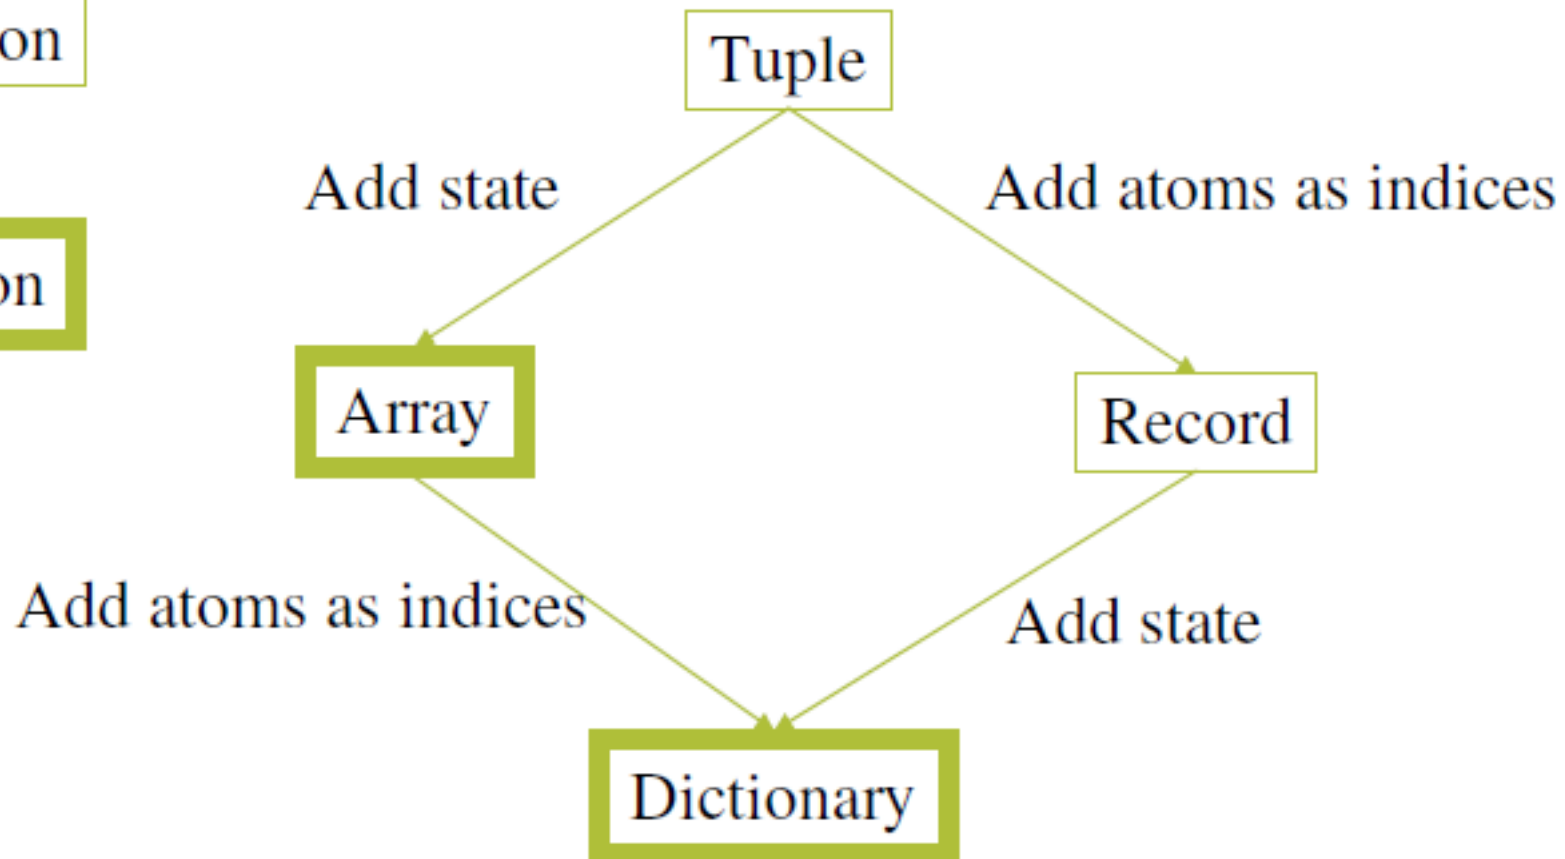 on
Tuple
Add state
Add atoms as indices
on
Array
Record
Add atoms as indices
Add state
Dictionary